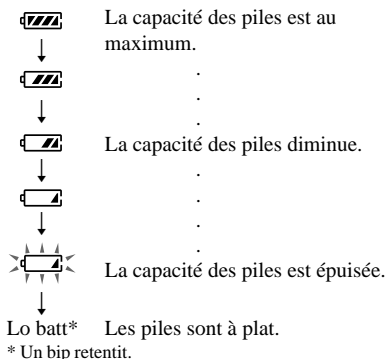 La capacité des piles est au
maximum.
.
.
.
La capacité des piles diminue.
.
.
.
.
La capacité des piles est épuisée.
Lo batt* Les piles sont à plat.
* Un bip retentit.